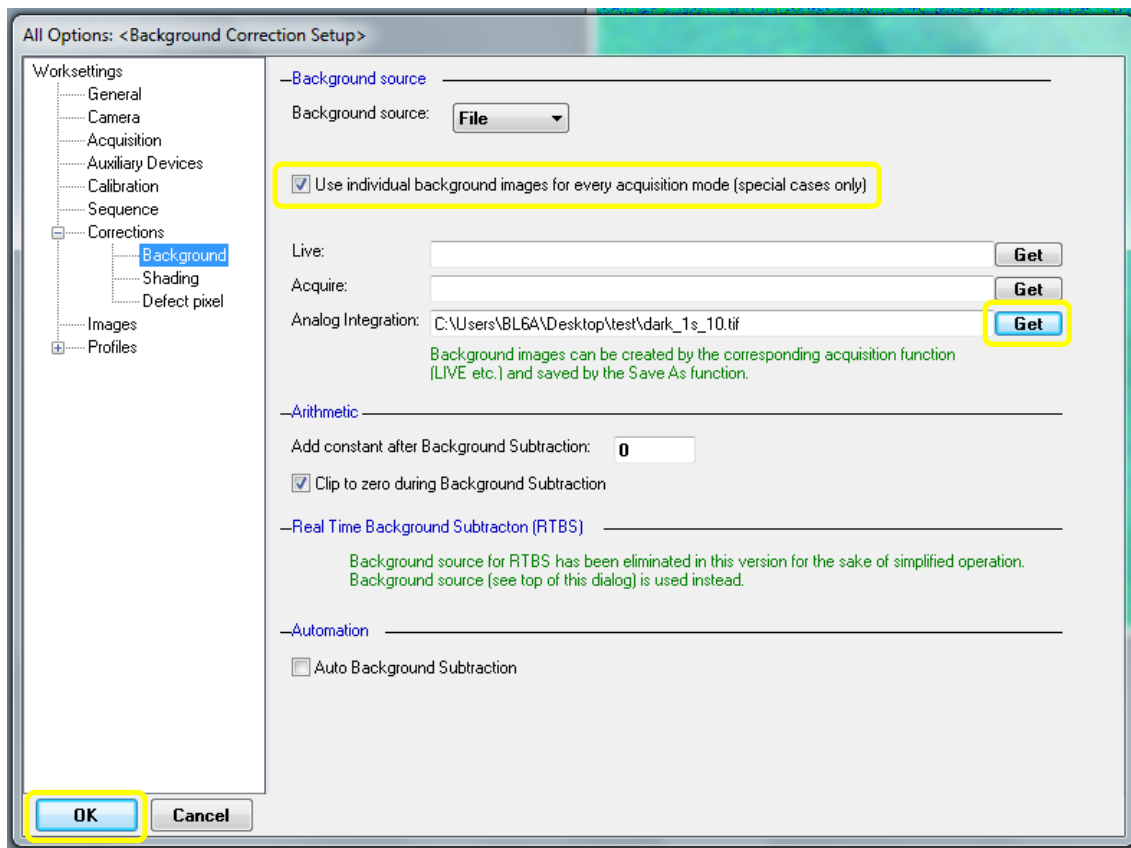 All Options: <Background Correction Setup>
Worksettings
General
Camera
Acquisition
Auxiliary Devices
Calibration
Sequence
Corrections
Background
Shading
Defect pixel
Images
Profiles
Background source
Background source: File
Use individual background images for every acquisition mode (special cases only)
Live: Get
Acquire: Get
Analog Integration: C:\Users\BL6A\Desktop\test\dark_1s_10.tif Get
Background images can be created by the corresponding acquisition function
(LIVE etc.) and saved by the Save As function.
Arithmetic
Add constant after Background Subtraction: 0
Clip to zero during Background Subtraction
Real Time Background Subtracton (RTBS)
Background source for RTBS has been eliminated in this version for the sake of simplified operation.
Background source (see top of this dialog) is used instead.
Automation
Auto Background Subtraction
OK Cancel